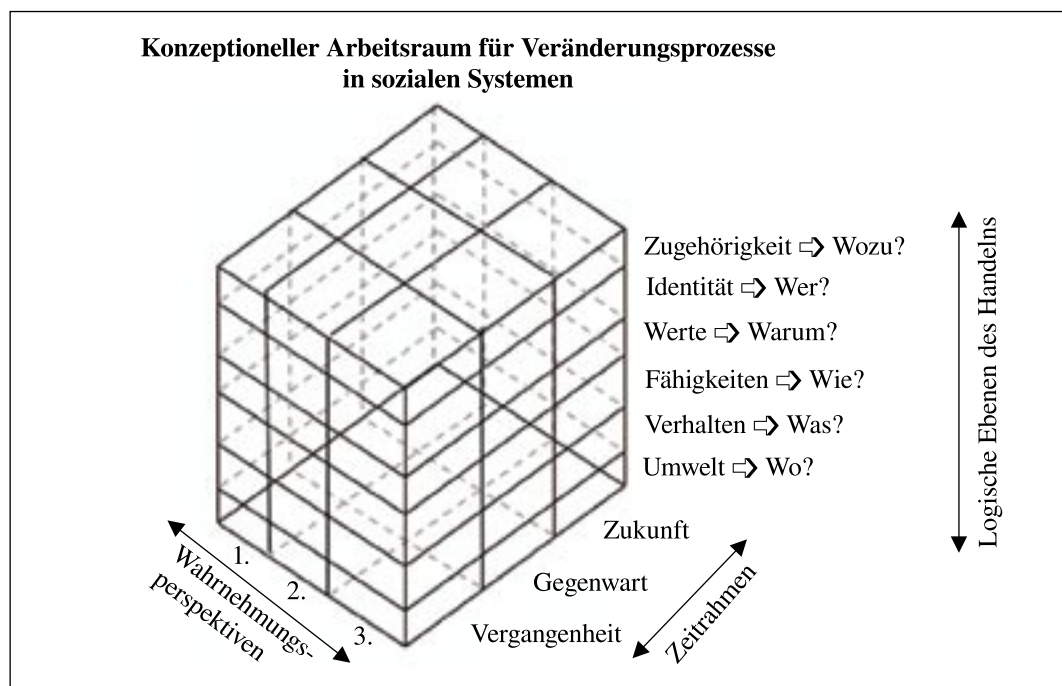 Konzeptioneller Arbeitsraum für Veränderungsprozesse
in sozialen Systemen
Zugehörigkeit ⇨ Wozu?
Identität ⇨ Wer?
Werte ⇨ Warum?
Fähigkeiten ⇨ Wie?
Verhalten ⇨ Was?
Umwelt ⇨ Wo?
Logische Ebenen des Handelns
Zukunft
Gegenwart
Vergangenheit
Zeitrahmen
1.
2.
3.
Wahrnehmungs-
perspektiven